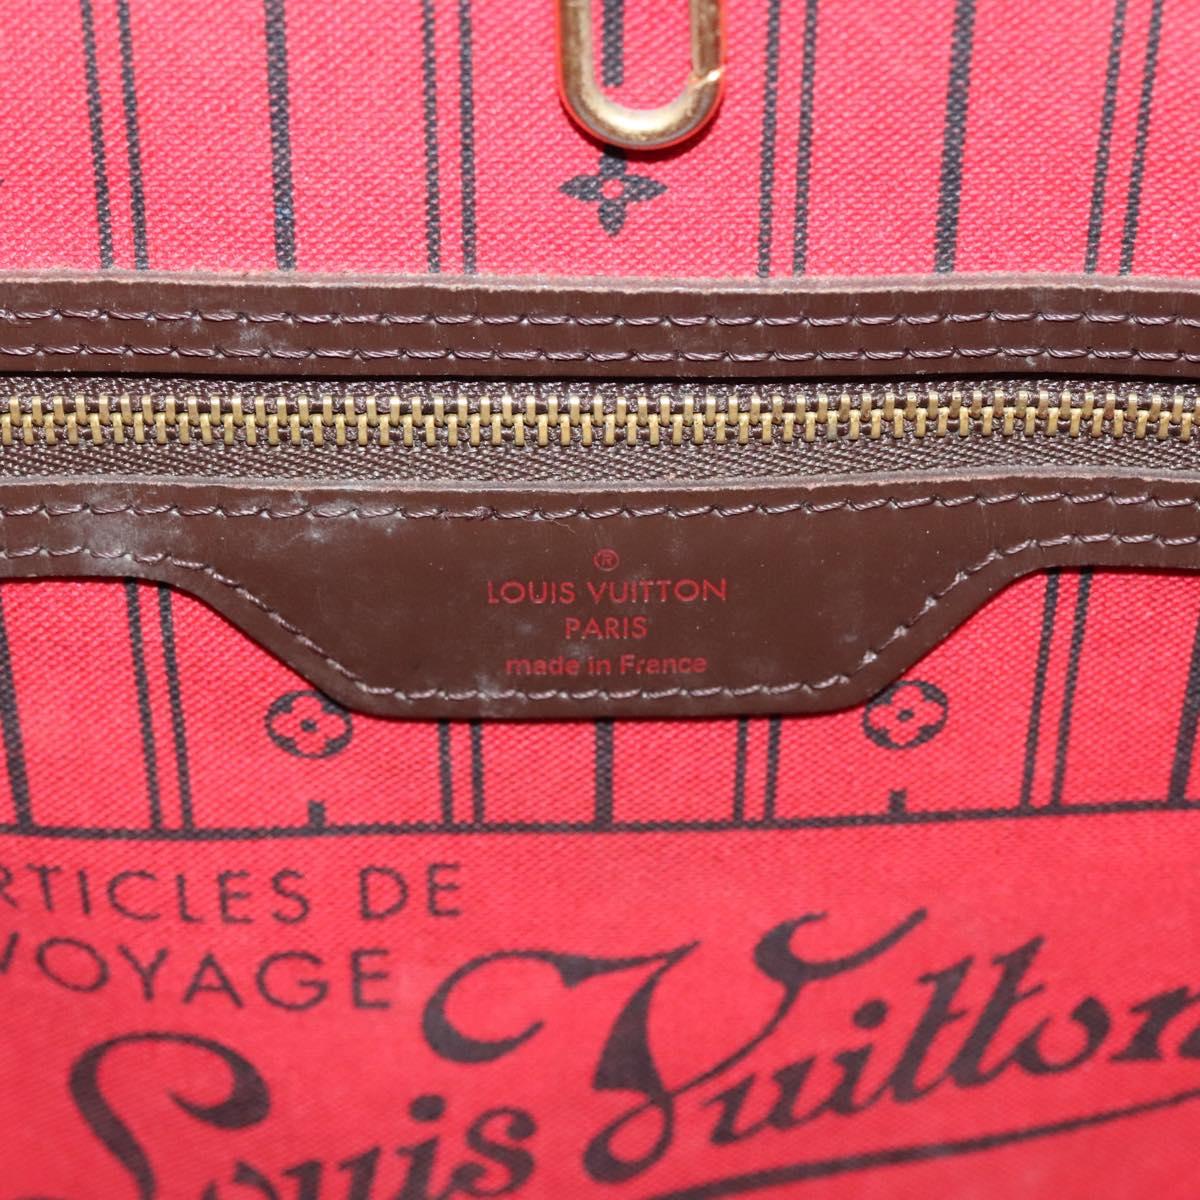 ®
LOUIS VUITTON
PARIS
made in France
RTICLES DE
VOYAGE
Louis Vuitton